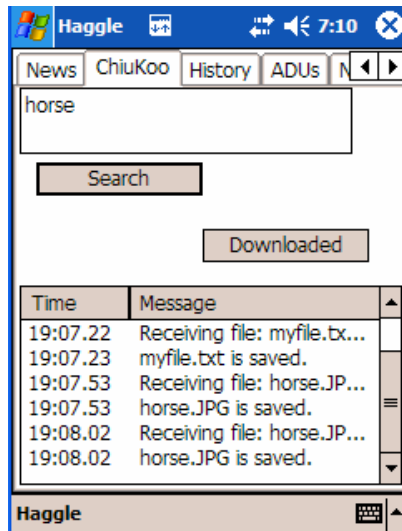 Haggle 7:10
News ChiuKoo History ADUs N
horse
Search
Downloaded
Time Message
19:07.22 Receiving file: myfile.tx...
19:07.23 myfile.txt is saved.
19:07.53 Receiving file: horse.JP...
19:07.53 horse.JPG is saved.
19:08.02 Receiving file: horse.JP...
19:08.02 horse.JPG is saved.
Haggle